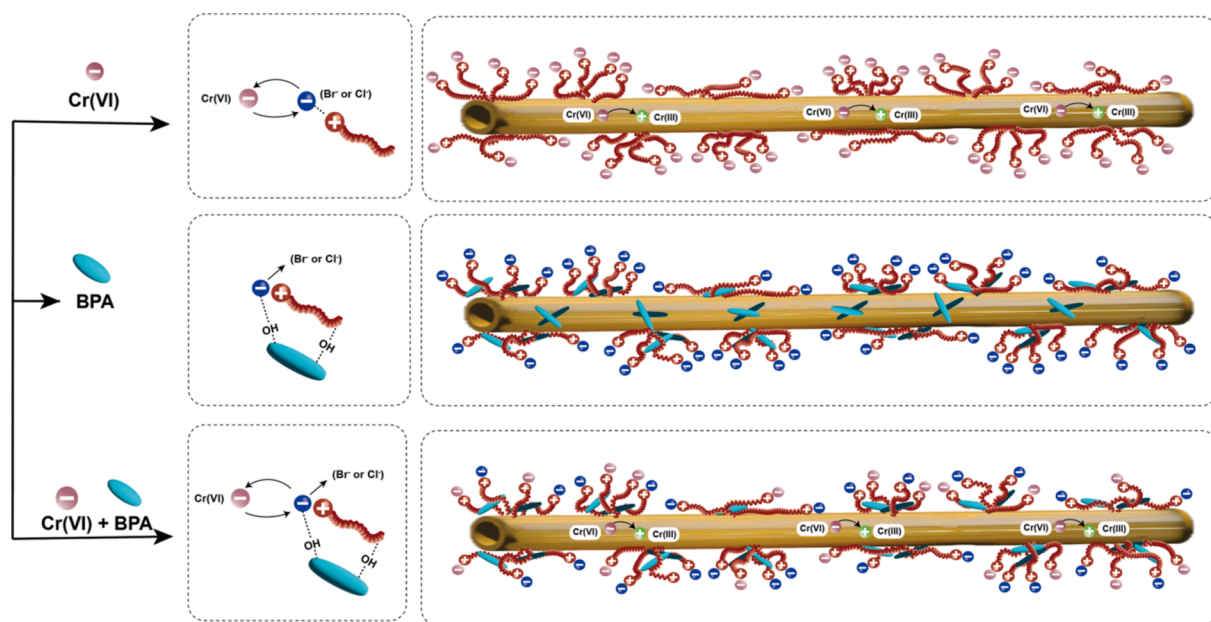 Cr(VI)
Cr(VI)
(Br⁻ or Cl⁻)
Cr(VI) Cr(III)
Cr(VI) Cr(III)
Cr(VI) Cr(III)
BPA
(Br⁻ or Cl⁻)
OH
OH
Cr(VI) + BPA
Cr(VI)
(Br⁻ or Cl⁻)
OH
OH
Cr(VI) Cr(III)
Cr(VI) Cr(III)
Cr(VI) Cr(III)